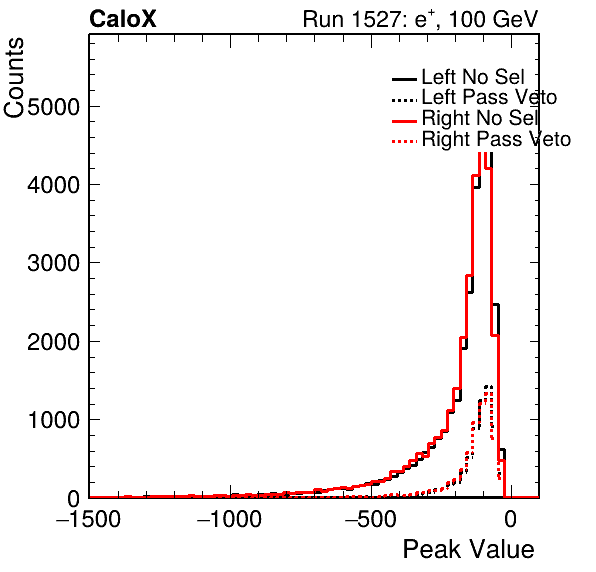 CaloX
Run 1527: e+, 100 GeV
Counts
Left No Sel
Left Pass Veto
Right No Sel
Right Pass Veto
5000
4000
3000
2000
1000
0
−1500
−1000
−500
0
Peak Value